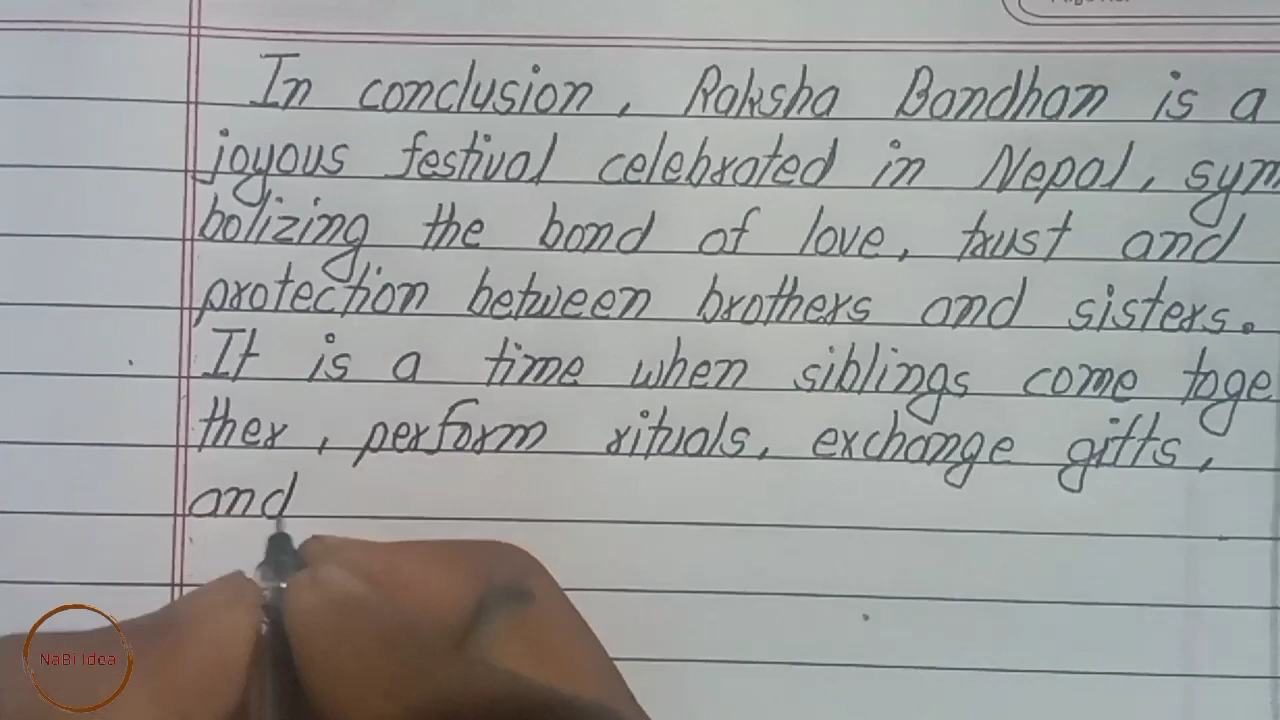 In conclusion, Raksha Bandhan is a
joyous festival celebrated in Nepal, sym
bolizing the bond of love, trust and
protection between brothers and sisters.
It is a time when siblings come toge
ther, perform rituals, exchange gifts,
and
NaBi Idea